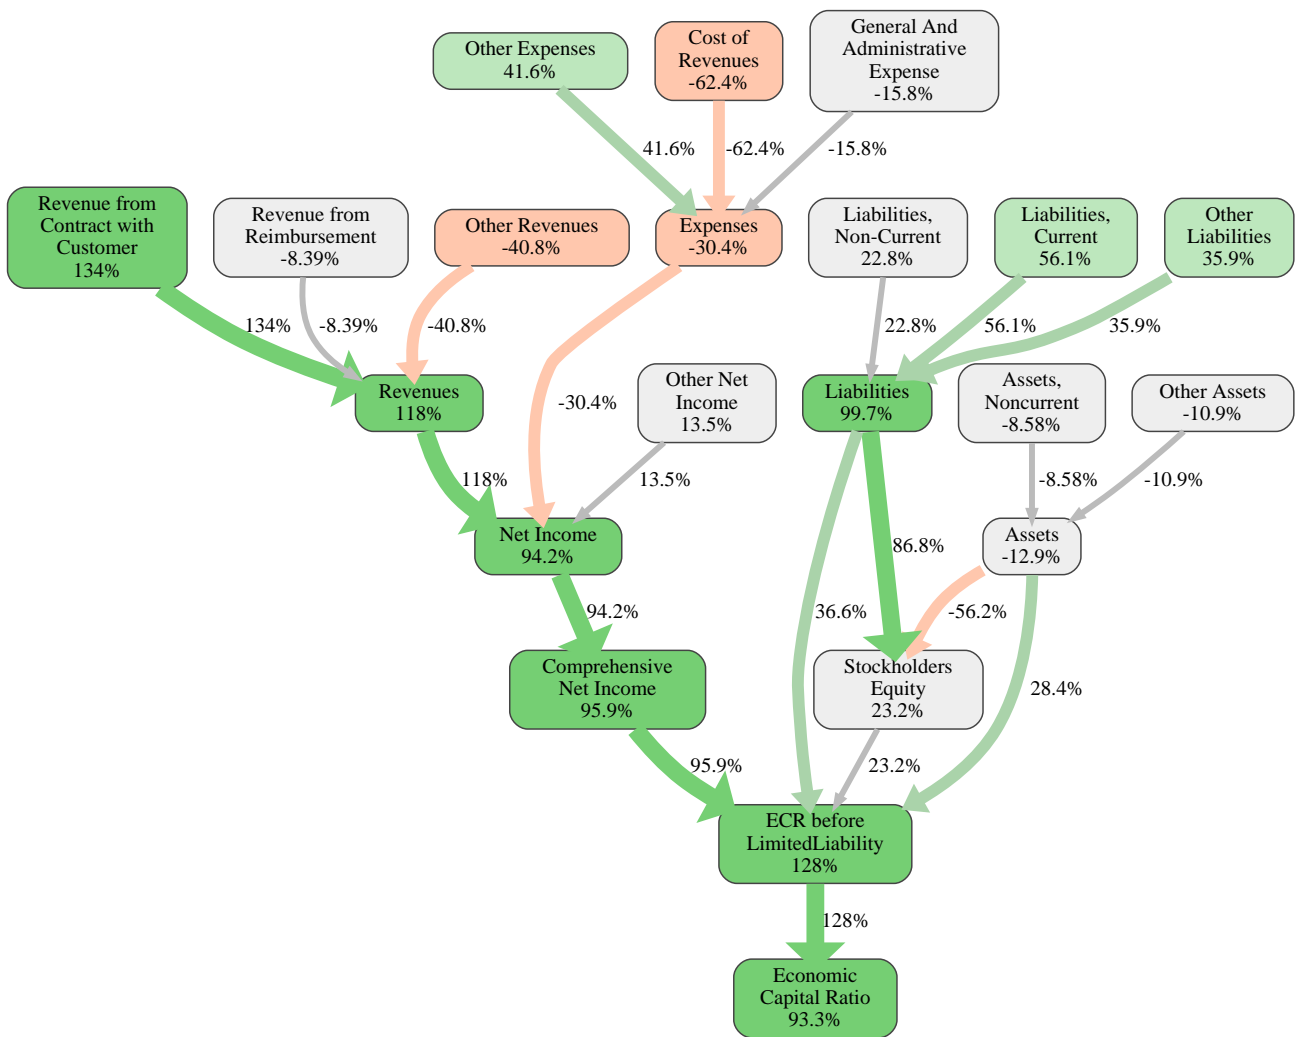 Other Expenses
41.6%
Cost of
Revenues
-62.4%
General And
Administrative
Expense
-15.8%
41.6%
-62.4%
-15.8%
Revenue from
Contract with
Customer
134%
Revenue from
Reimbursement
-8.39%
Other Revenues
-40.8%
Expenses
-30.4%
Liabilities,
Non-Current
22.8%
Liabilities,
Current
56.1%
Other
Liabilities
35.9%
134%
-8.39%
-40.8%
22.8%
56.1%
35.9%
Revenues
118%
-30.4%
Other Net
Income
13.5%
Liabilities
99.7%
Assets,
Noncurrent
-8.58%
Other Assets
-10.9%
118%
13.5%
-8.58%
-10.9%
Net Income
94.2%
86.8%
Assets
-12.9%
94.2%
36.6%
-56.2%
Comprehensive
Net Income
95.9%
Stockholders
Equity
23.2%
28.4%
95.9%
23.2%
ECR before
LimitedLiability
128%
128%
Economic
Capital Ratio
93.3%